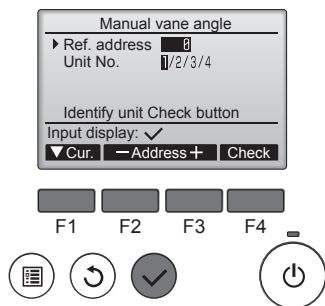 Manual vane angle
Ref. address 0
Unit No. 1/2/3/4
Identify unit Check button
Input display: ✓
▼Cur. －Address＋ Check
F1 F2 F3 F4